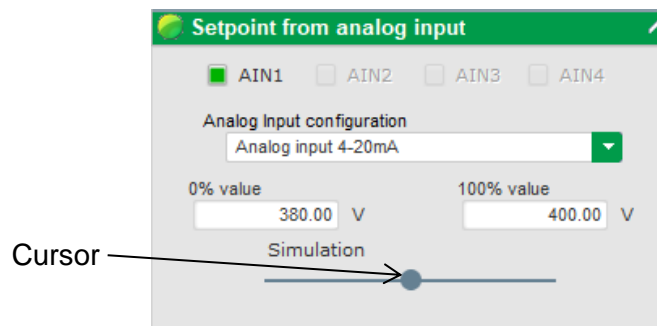 Setpoint from analog input
AIN1 AIN2 AIN3 AIN4
Analog Input configuration
Analog input 4-20mA
0% value 100% value
380.00 V 400.00 V
Simulation
Cursor